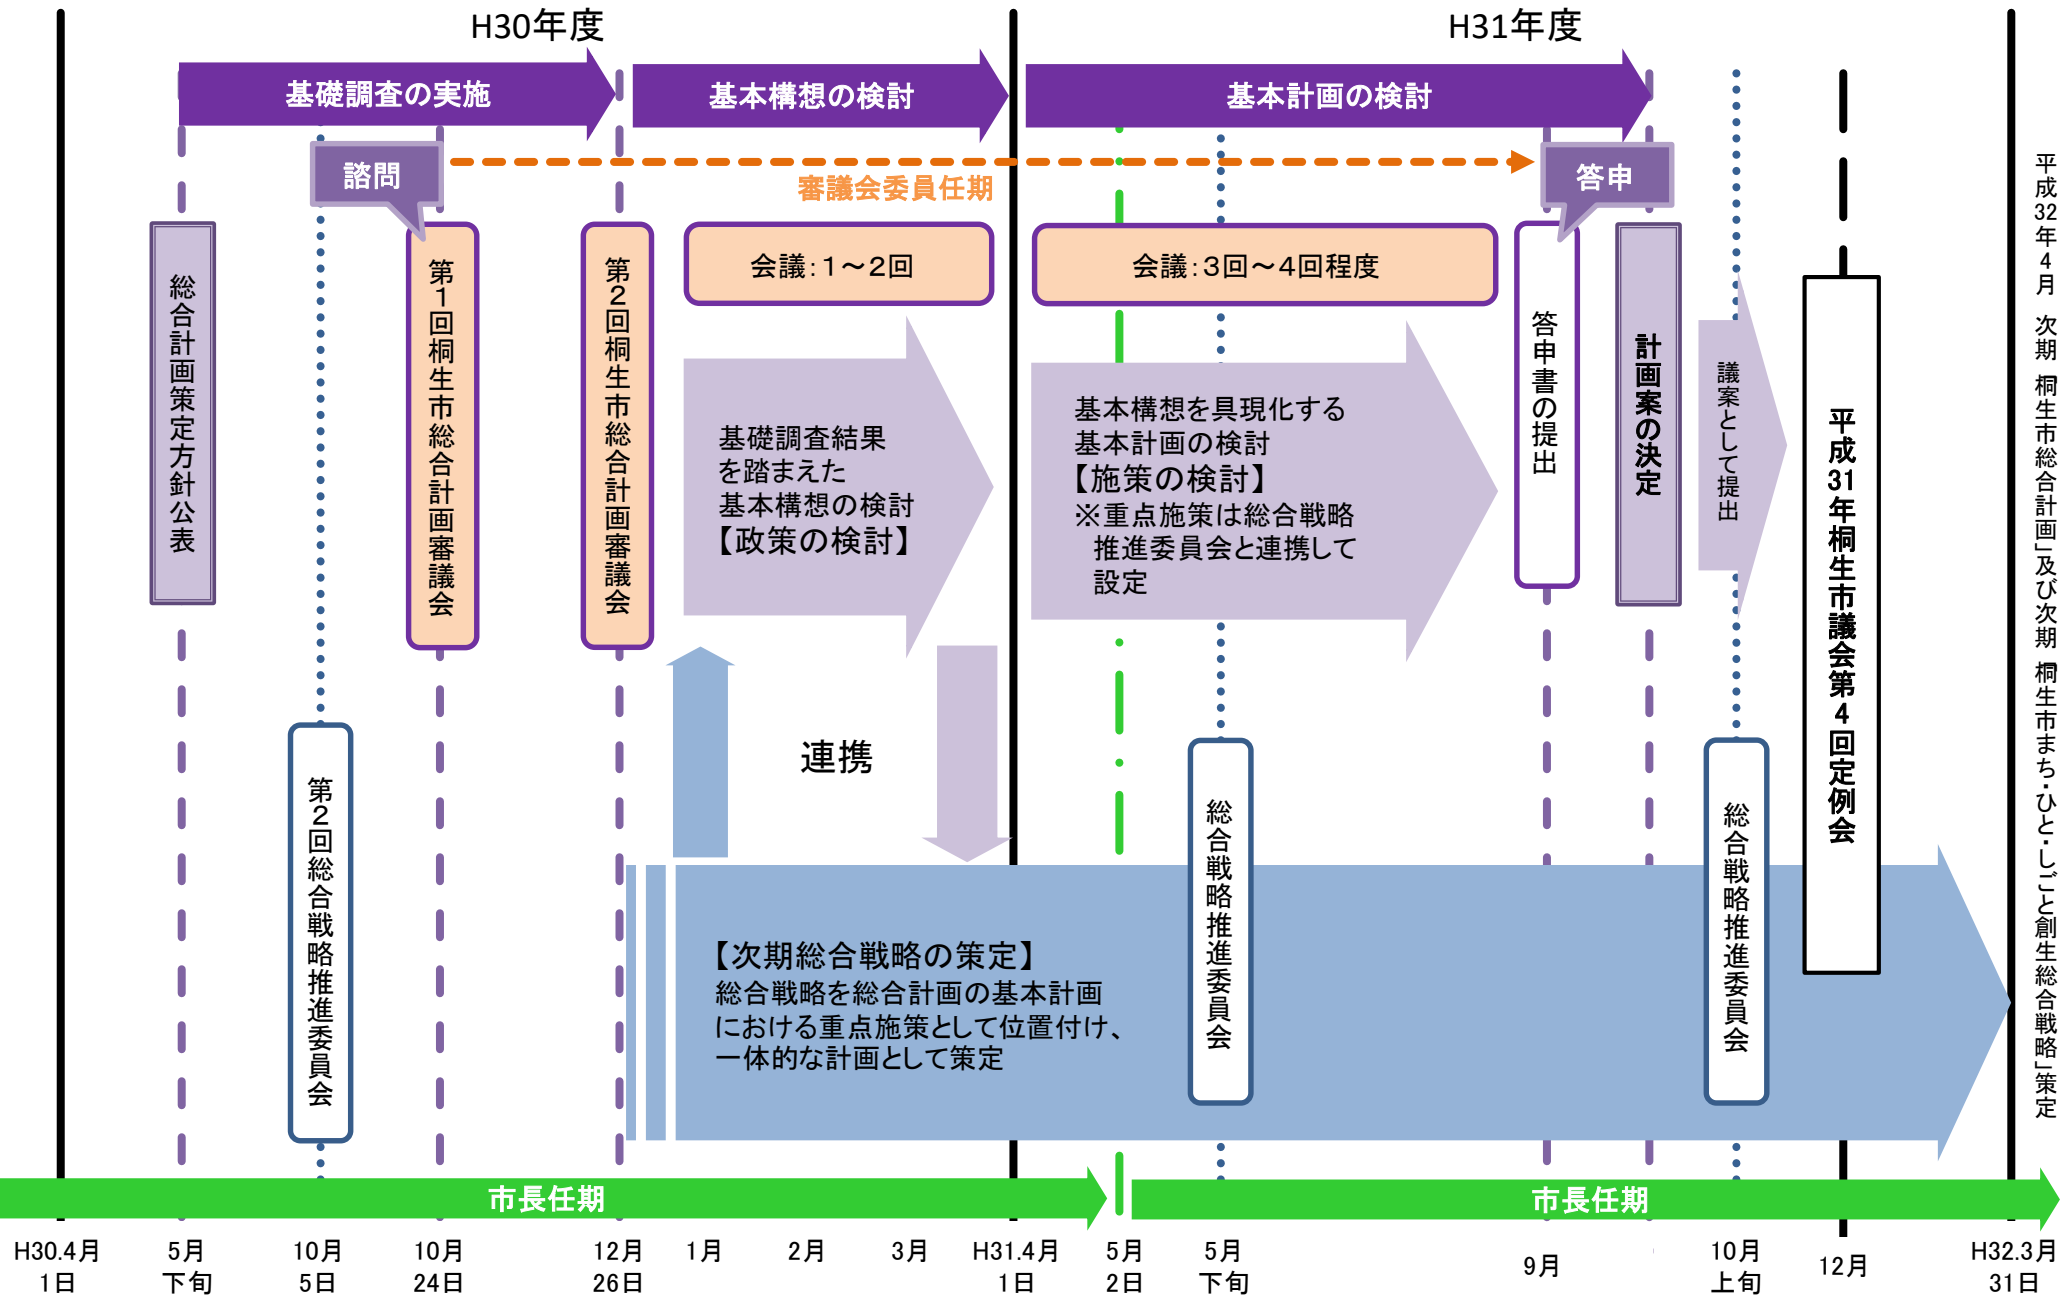 H30年度
H31年度
基礎調査の実施
基本構想の検討
基本計画の検討
諮問
審議会委員任期
答申
総合計画策定方針公表
第1回桐生市総合計画審議会
第2回桐生市総合計画審議会
会議：1～2回
会議：3回～4回程度
基礎調査結果
を踏まえた
基本構想の検討
【政策の検討】
基本構想を具現化する
基本計画の検討
【施策の検討】
※重点施策は総合戦略
推進委員会と連携して
設定
答申書の提出
計画案の決定
議案として提出
平成31年桐生市議会第4回定例会
平成32年4月 次期「桐生市総合計画」及び次期「桐生市まち・ひと・しごと創生総合戦略」策定
第2回総合戦略推進委員会
連携
総合戦略推進委員会
総合戦略推進委員会
【次期総合戦略の策定】
総合戦略を総合計画の基本計画
における重点施策として位置付け、
一体的な計画として策定
市長任期
市長任期
H30.4月
1日
5月
下旬
10月
5日
10月
24日
12月
26日
1月
2月
3月
H31.4月
1日
5月
2日
5月
下旬
9月
10月
上旬
12月
H32.3月
31日